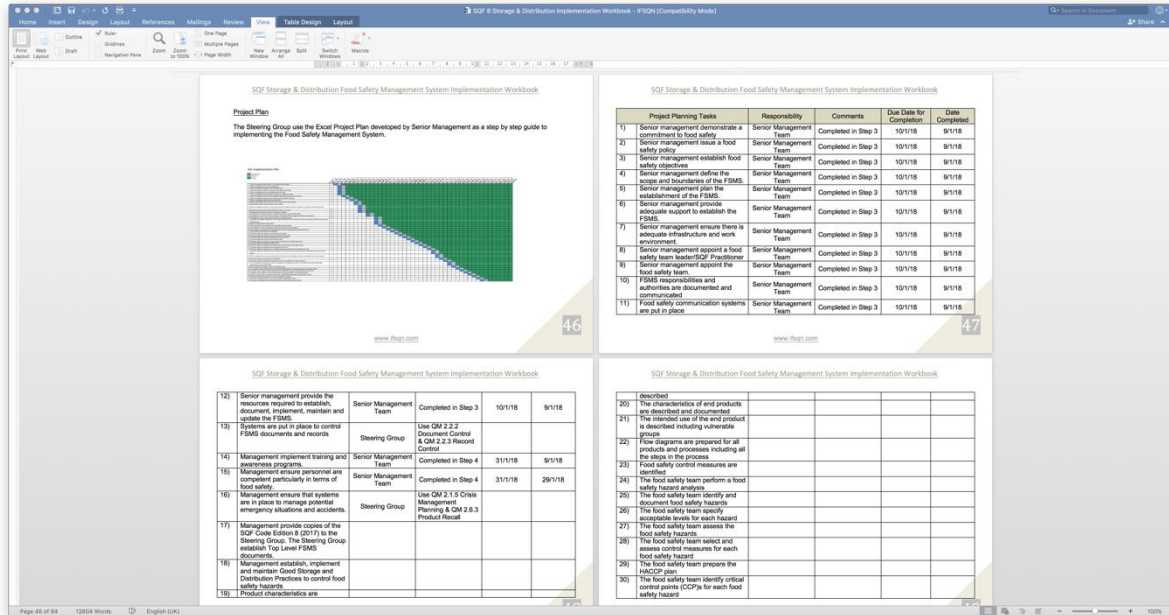 SQF 8 Storage & Distribution Implementation Workbook - IFSQN [Compatibility Mode]
Search in Document
Home Insert Design Layout References Mailings Review View Table Design Layout
Share
Print Layout
Web Layout
Outline
Draft
Ruler
Gridlines
Navigation Pane
Zoom
Zoom to 100%
One Page
Multiple Pages
Page Width
New Window
Arrange All
Split
Switch Windows
Macros
SQF Storage & Distribution Food Safety Management System Implementation Workbook
Project Plan
The Steering Group use the Excel Project Plan developed by Senior Management as a step by step guide to
implementing the Food Safety Management System.
www.ifsqn.com
46
SQF Storage & Distribution Food Safety Management System Implementation Workbook
Project Planning Tasks Responsibility Comments Due Date for Completion Date Completed
1) Senior management demonstrate a commitment to food safety Senior Management Team Completed in Step 3 10/1/18 9/1/18
2) Senior management issue a food safety policy Senior Management Team Completed in Step 3 10/1/18 9/1/18
3) Senior management establish food safety objectives Senior Management Team Completed in Step 3 10/1/18 9/1/18
4) Senior management define the scope and boundaries of the FSMS. Senior Management Team Completed in Step 3 10/1/18 9/1/18
5) Senior management plan the establishment of the FSMS. Senior Management Team Completed in Step 3 10/1/18 9/1/18
6) Senior management provide adequate support to establish the FSMS. Senior Management Team Completed in Step 3 10/1/18 9/1/18
7) Senior management ensure there is adequate infrastructure and work environment. Senior Management Team Completed in Step 3 10/1/18 9/1/18
8) Senior management appoint a food safety team leader/SQF Practitioner Senior Management Team Completed in Step 3 10/1/18 9/1/18
9) Senior management appoint the food safety team. Senior Management Team Completed in Step 3 10/1/18 9/1/18
10) FSMS responsibilities and authorities are documented and communicated Senior Management Team Completed in Step 3 10/1/18 9/1/18
11) Food safety communication systems are put in place Senior Management Team Completed in Step 3 10/1/18 9/1/18
www.ifsqn.com
47
SQF Storage & Distribution Food Safety Management System Implementation Workbook
12) Senior management provide the resources required to establish, document, implement, maintain and update the FSMS. Senior Management Team Completed in Step 3 10/1/18 9/1/18
13) Systems are put in place to control FSMS documents and records Steering Group Use QM 2.2.2 Document Control & QM 2.2.3 Record Control
14) Management implement training and awareness programs. Senior Management Team Completed in Step 4 31/1/18 9/1/18
15) Management ensure personnel are competent particularly in terms of food safety. Senior Management Team Completed in Step 4 31/1/18 29/1/18
16) Management ensure that systems are in place to manage potential emergency situations and accidents. Steering Group Use QM 2.1.5 Crisis Management Planning & QM 2.6.3 Product Recall
17) Management provide copies of the SQF Code Edition 8 (2017) to the Steering Group. The Steering Group establish Top Level FSMS documents.
18) Management establish, implement and maintain Good Storage and Distribution Practices to control food safety hazards
19) Product characteristics are
SQF Storage & Distribution Food Safety Management System Implementation Workbook
described
20) The characteristics of end products are described and documented
21) The intended use of the end product is described including vulnerable groups
22) Flow diagrams are prepared for all products and processes including all the steps in the process
23) Food safety control measures are identified
24) The food safety team perform a food safety hazard analysis
25) The food safety team identify and document food safety hazards
26) The food safety team specify acceptable levels for each hazard
27) The food safety team assess the food safety hazards
28) The food safety team select and assess control measures for each food safety hazard
29) The food safety team prepare the HACCP plan
30) The food safety team identify critical control points (CCP)s for each food safety hazard
Page 46 of 94 12604 Words English (UK) 100%